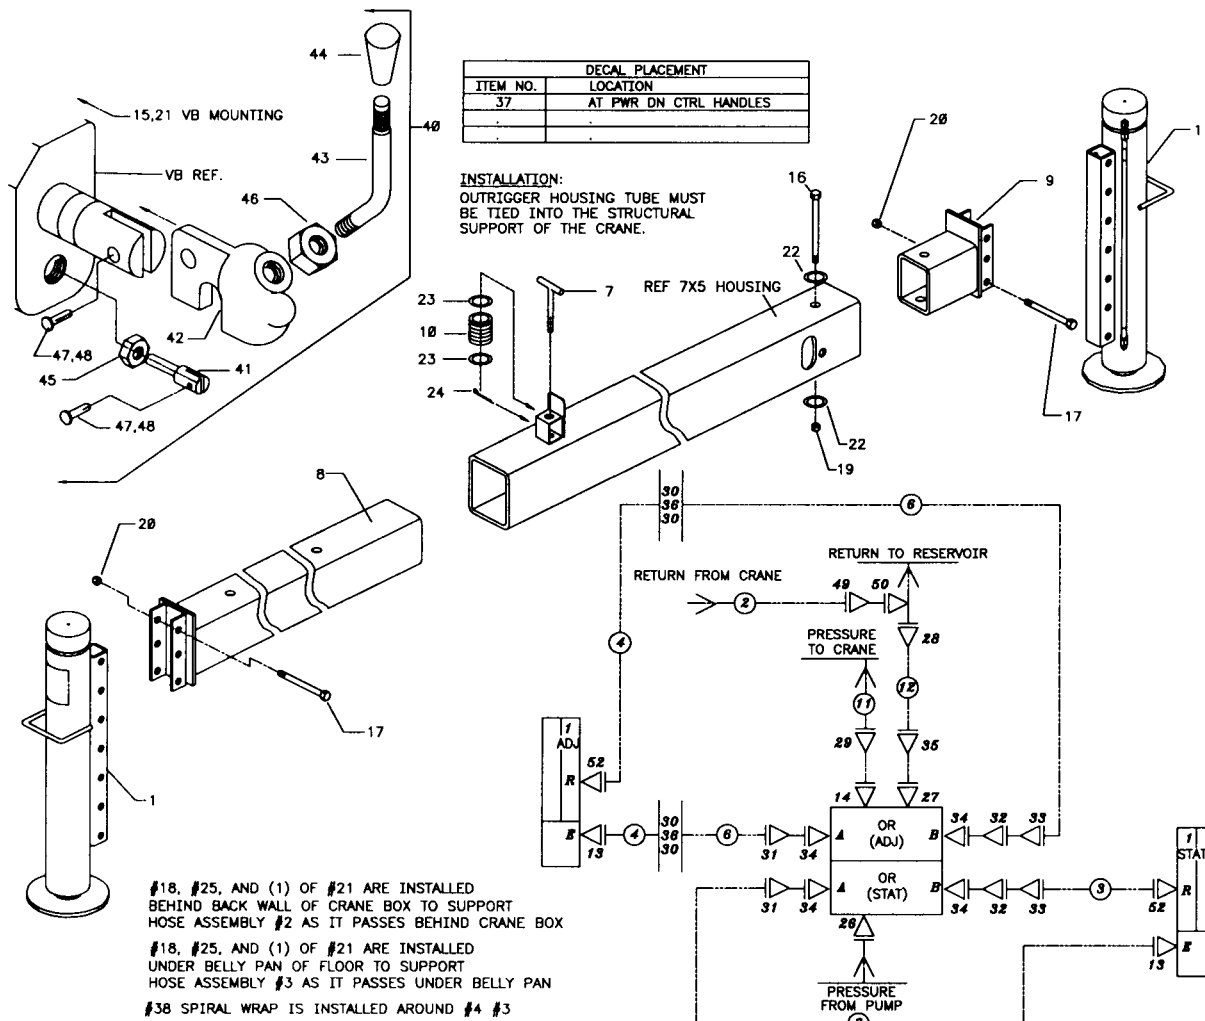 44
40
15,21 VB MOUNTING
43
VB REF.
46
42
47,48
45
41
47,48
DECAL PLACEMENT
ITEM NO. LOCATION
37 AT PWR DN CTRL HANDLES
INSTALLATION:
OUTRIGGER HOUSING TUBE MUST
BE TIED INTO THE STRUCTURAL
SUPPORT OF THE CRANE.
16
22
REF 7X5 HOUSING
7
23
10
23
24
22
19
20
9
1
17
8
20
17
1
30
36
30
6
RETURN TO RESERVOIR
RETURN FROM CRANE
2
49
50
28
PRESSURE
TO CRANE
4
11
12
29
35
1
ADJ
R
52
14
27
E
13
4
30
36
30
6
31
34
A
OR
(ADJ)
B
34
32
33
31
34
A
OR
(STAT)
B
34
32
33
3
52
1
STAT
R
26
13
E
PRESSURE
FROM PUMP
#18, #25, AND (1) OF #21 ARE INSTALLED
BEHIND BACK WALL OF CRANE BOX TO SUPPORT
HOSE ASSEMBLY #2 AS IT PASSES BEHIND CRANE BOX
#18, #25, AND (1) OF #21 ARE INSTALLED
UNDER BELLY PAN OF FLOOR TO SUPPORT
HOSE ASSEMBLY #3 AS IT PASSES UNDER BELLY PAN
#38 SPIRAL WRAP IS INSTALLED AROUND #4 #3